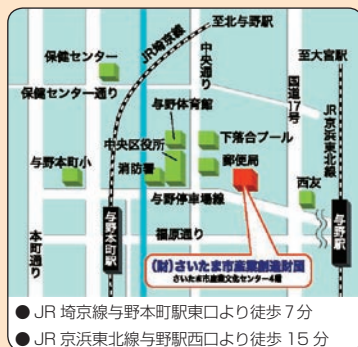 至北与野駅
至大宮駅
JR埼京線
中央通り
国道17号
保健センター
保健センター通り
JR京浜東北線
与野体育館
中央区役所
下落合プール
郵便局
消防署
与野本町小
西友
与野停車場線
与野本町駅
与野駅
本町通り
福原通り
(財)さいたま市産業創造財団
さいたま市産業文化センター4階
● JR 埼京線与野本町駅東口より徒歩7分
● JR 京浜東北線与野駅西口より徒歩 15 分